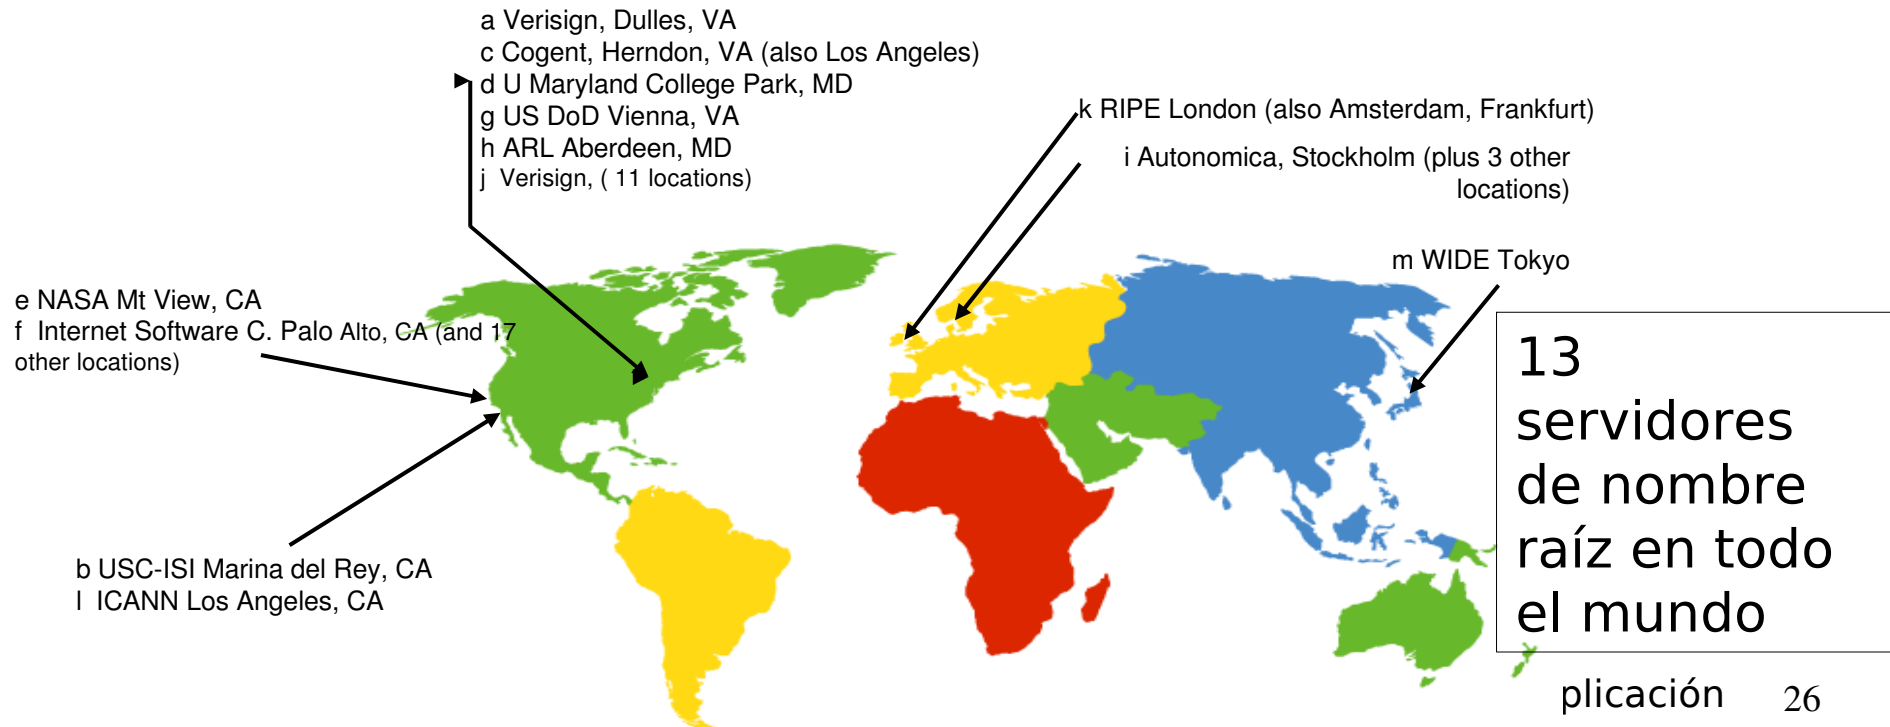 a Verisign, Dulles, VA
c Cogent, Herndon, VA (also Los Angeles)
d U Maryland College Park, MD
g US DoD Vienna, VA
h ARL Aberdeen, MD
j Verisign, ( 11 locations)
k RIPE London (also Amsterdam, Frankfurt)
i Autonomica, Stockholm (plus 3 other
locations)
m WIDE Tokyo
e NASA Mt View, CA
f Internet Software C. Palo Alto, CA (and 17
other locations)
b USC-ISI Marina del Rey, CA
l ICANN Los Angeles, CA
13
servidores
de nombre
raíz en todo
el mundo
plicación 26